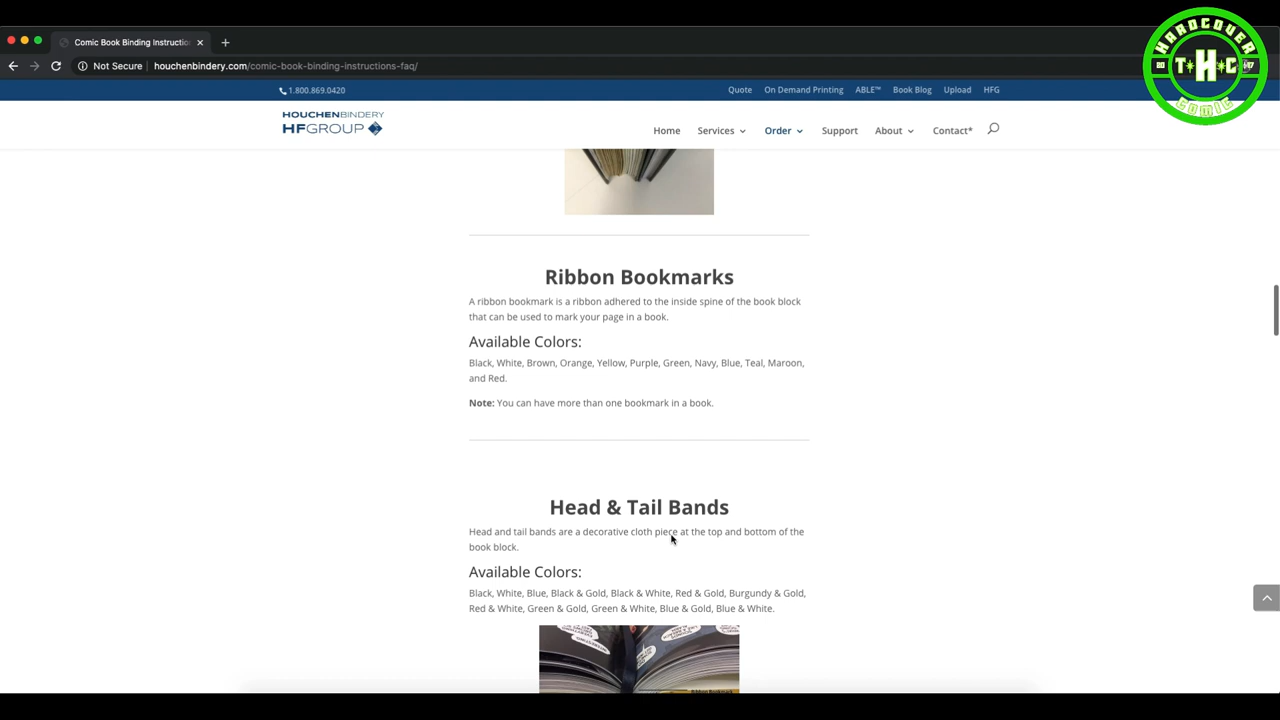 Comic Book Binding Instructio
Not Secure houchenbindery.com/comic-book-binding-instructions-faq/
HARDCOVER
T H C
COMIC
1.800.869.0420
Quote On Demand Printing ABLE™ Book Blog Upload HFG
HOUCHENBINDERY
HFGROUP
Home Services Order Support About Contact*
Ribbon Bookmarks
A ribbon bookmark is a ribbon adhered to the inside spine of the book block
that can be used to mark your page in a book.
Available Colors:
Black, White, Brown, Orange, Yellow, Purple, Green, Navy, Blue, Teal, Maroon,
and Red.
Note: You can have more than one bookmark in a book.
Head & Tail Bands
Head and tail bands are a decorative cloth piece at the top and bottom of the
book block.
Available Colors:
Black, White, Blue, Black & Gold, Black & White, Red & Gold, Burgundy & Gold,
Red & White, Green & Gold, Green & White, Blue & Gold, Blue & White.
Ribbon Bookmark